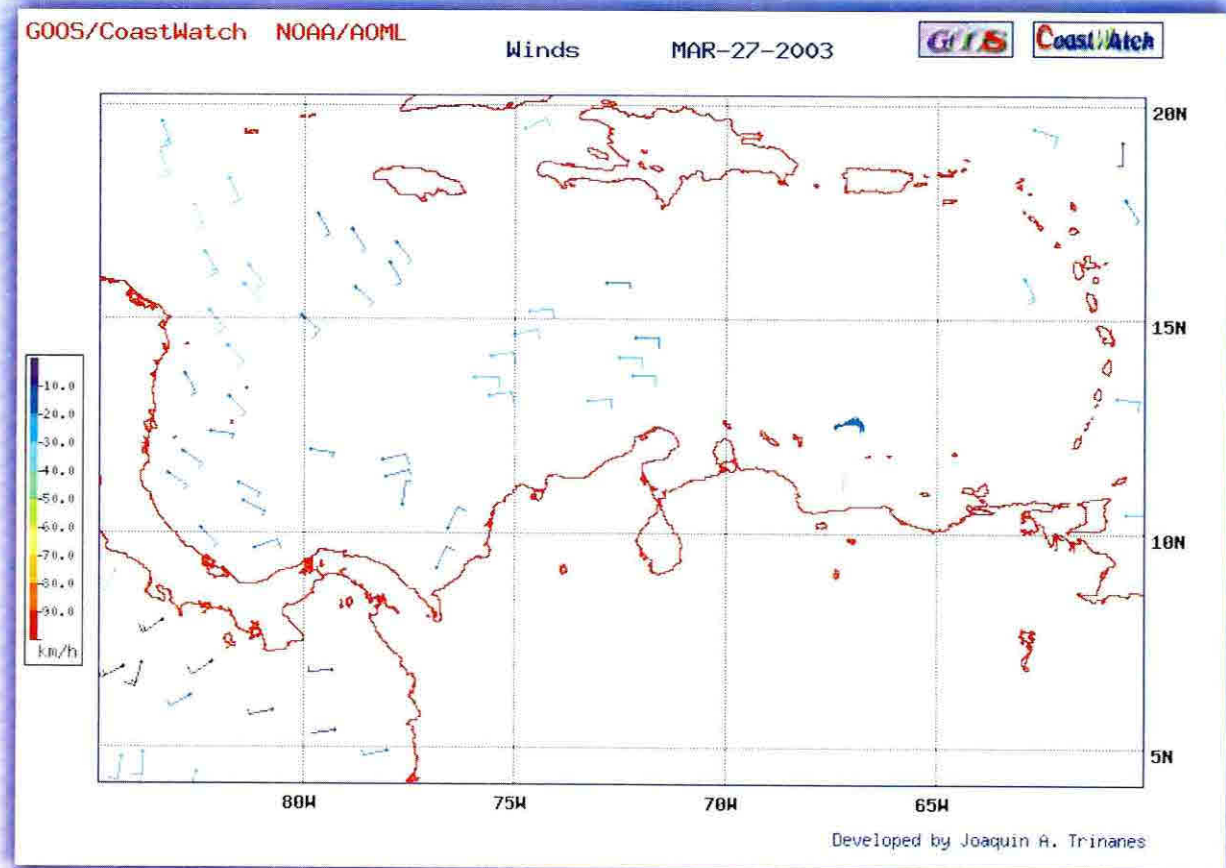 GOOS/CoastWatch NOAA/AOML
Winds MAR-27-2003
GOOS CoastWatch
20N
15N
10N
5N
-10.0
-20.0
-30.0
-40.0
-50.0
-60.0
-70.0
-80.0
-90.0
km/h
80W 75W 70W 65W
Developed by Joaquin A. Trinanes